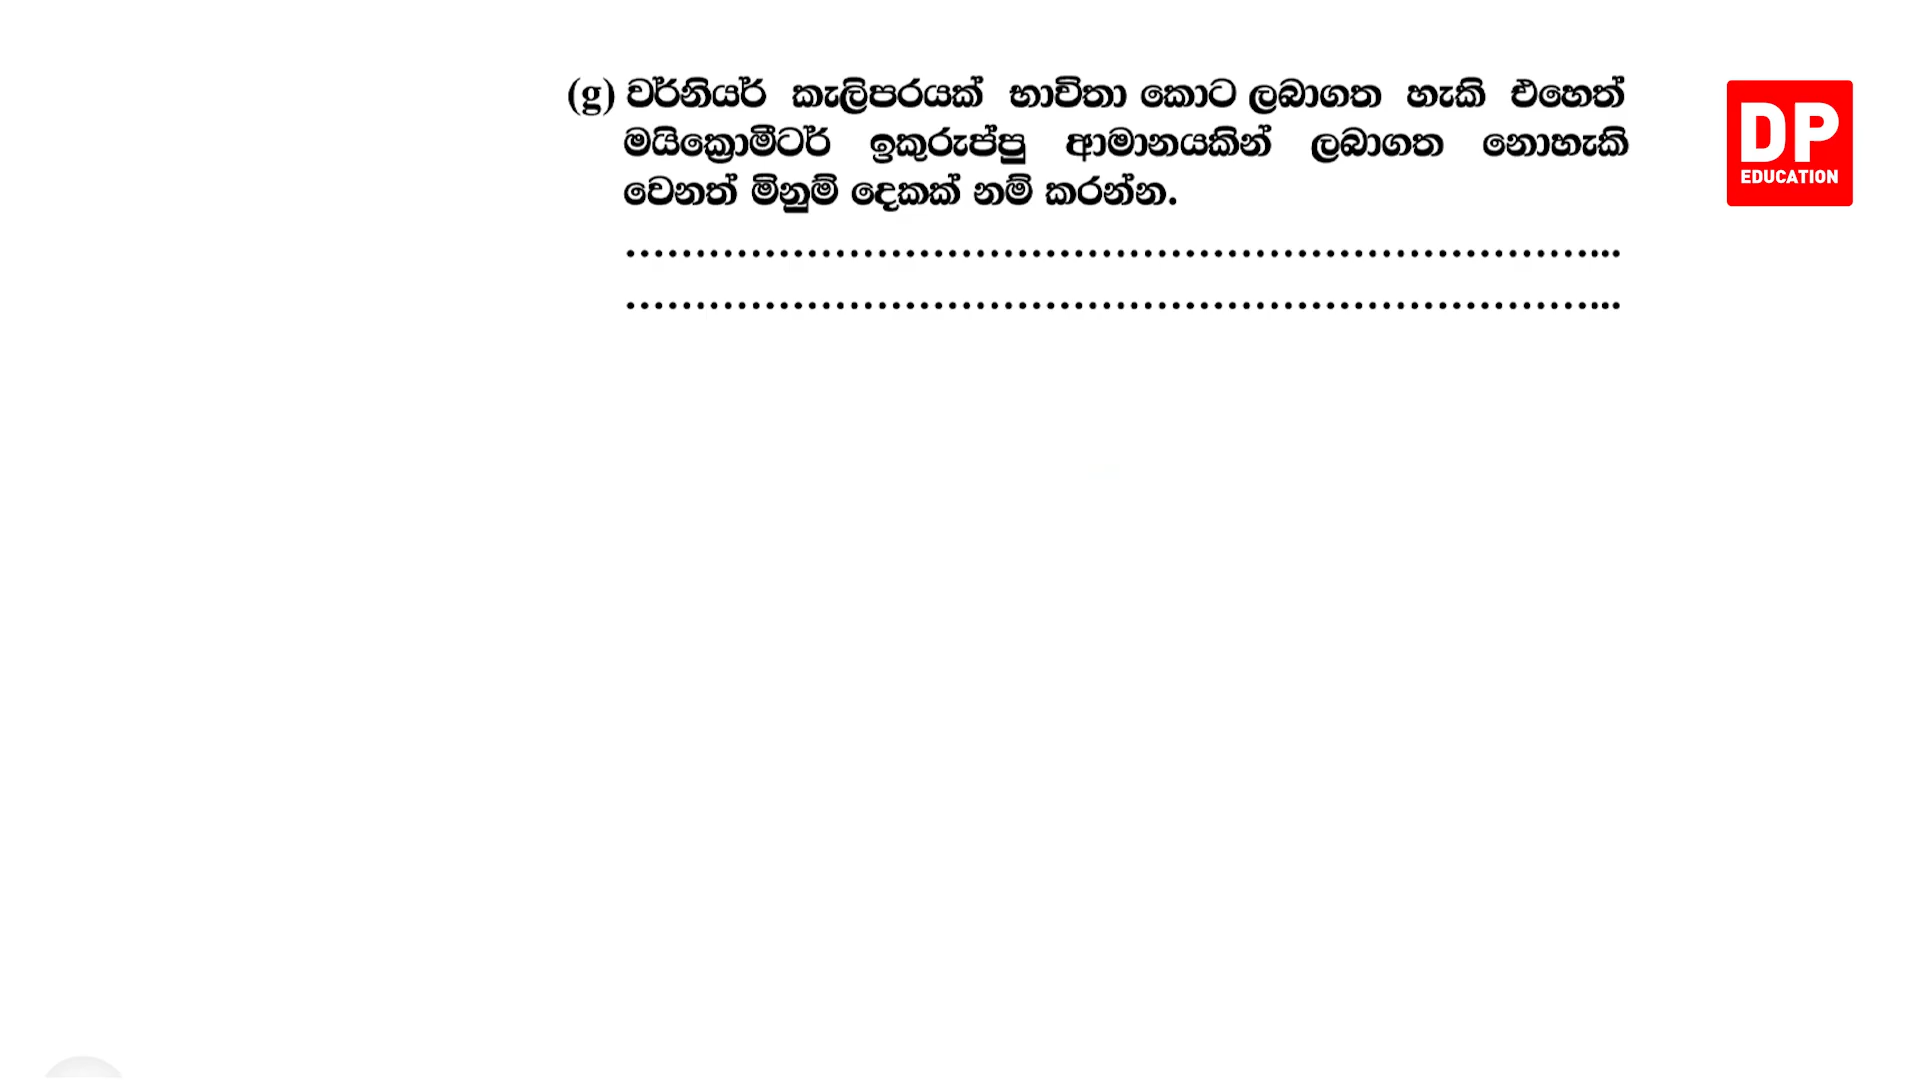 (g) වර්නියර් කැලිපරයක් භාවිතා කොට ලබාගත හැකි එහෙත්
මයික්‍රොමීටර් ඉකුරුප්පු ආමානයකින් ලබාගත නොහැකි
වෙනත් මිනුම් දෙකක් නම් කරන්න.
........................................................................
........................................................................
DP
EDUCATION